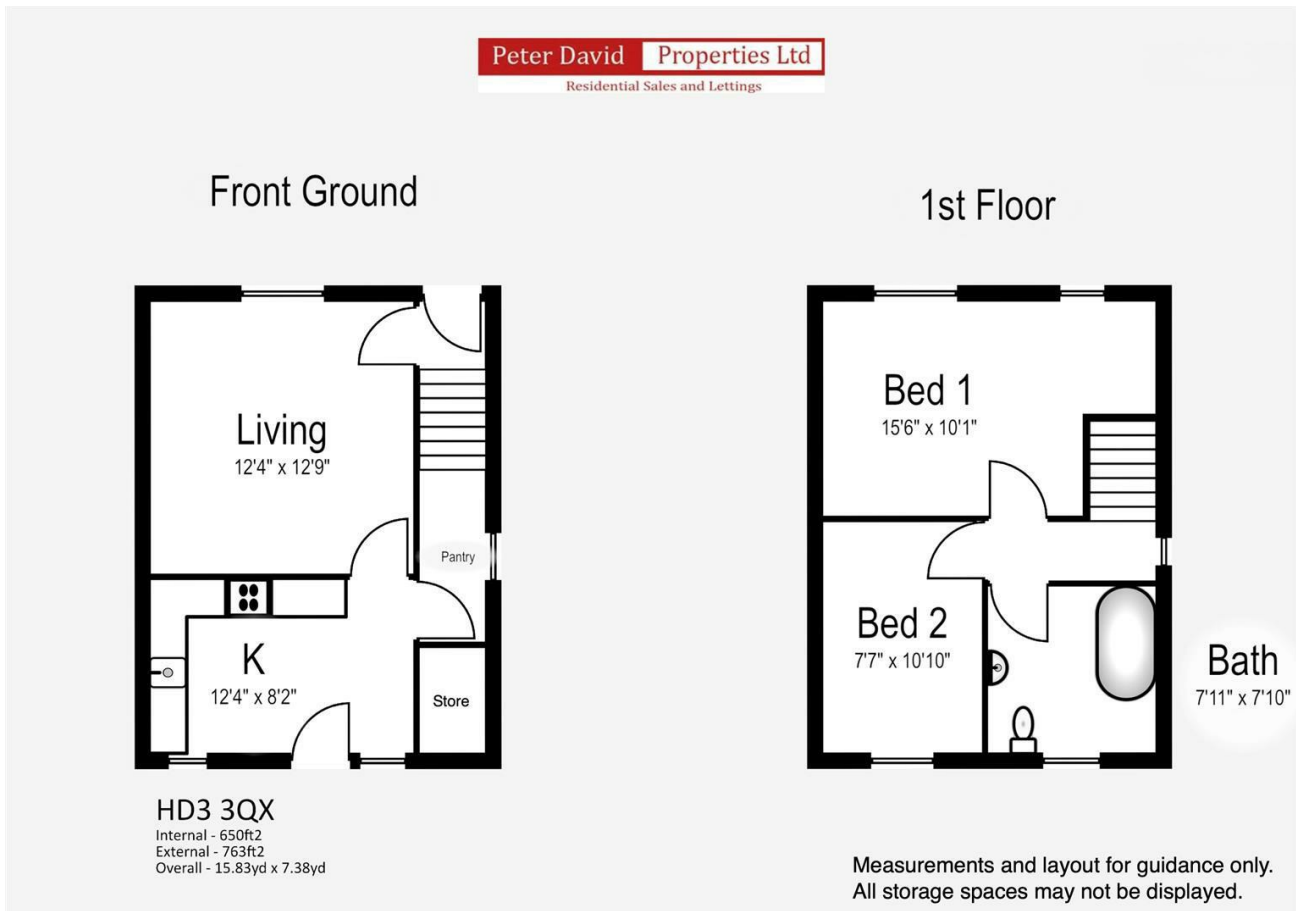 Peter David Properties Ltd
Residential Sales and Lettings
Front Ground
1st Floor
Living
12'4" x 12'9"
Pantry
K
12'4" x 8'2"
Store
Bed 1
15'6" x 10'1"
Bed 2
7'7" x 10'10"
Bath
7'11" x 7'10"
HD3 3QX
Internal - 650ft2
External - 763ft2
Overall - 15.83yd x 7.38yd
Measurements and layout for guidance only.
All storage spaces may not be displayed.